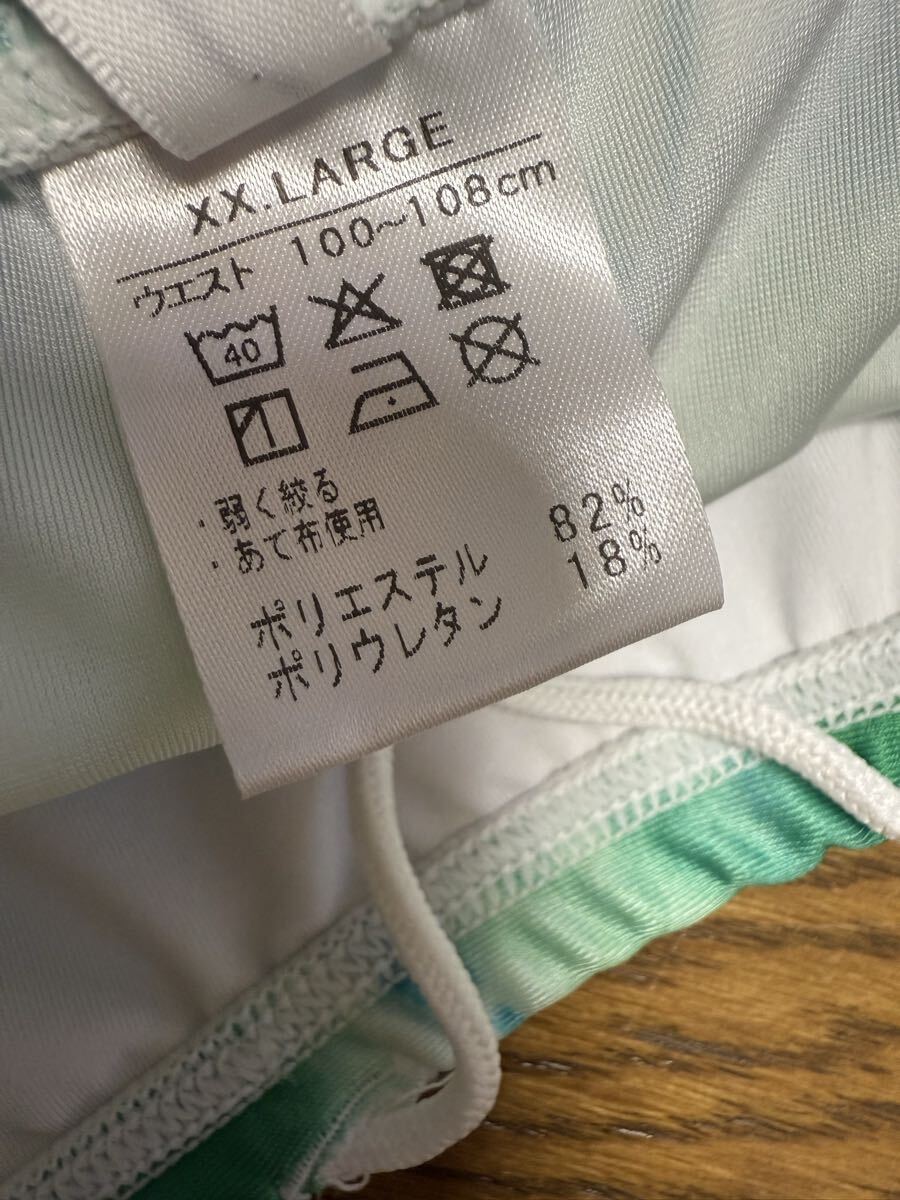 XX.LARGE
ウエスト 100~108cm
40
・弱く絞る
・あて布使用
ポリエステル 82%
ポリウレタン 18%